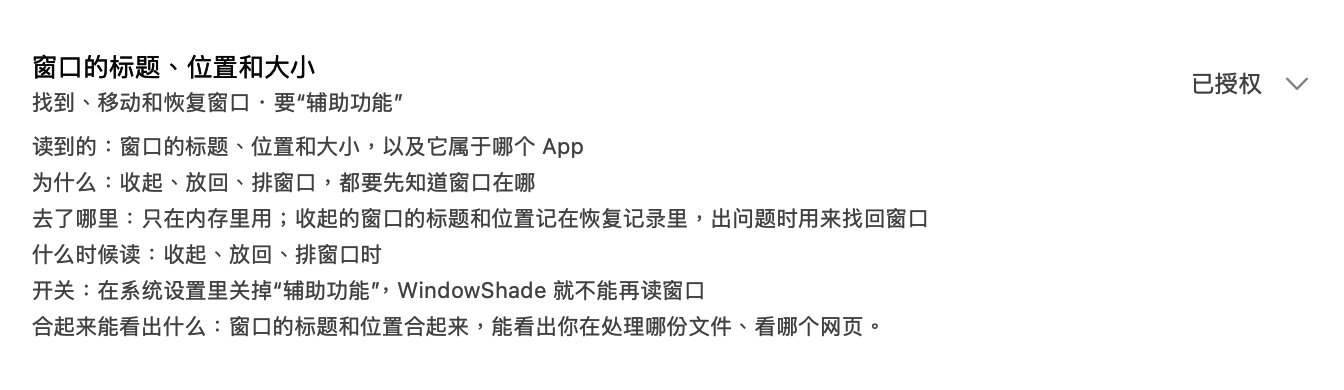 窗口的标题、位置和大小
已授权
找到、移动和恢复窗口 · 要“辅助功能”
读到的：窗口的标题、位置和大小，以及它属于哪个 App
为什么：收起、放回、排窗口，都要先知道窗口在哪
去了哪里：只在内存里用；收起的窗口的标题和位置记在恢复记录里，出问题时用来找回窗口
什么时候读：收起、放回、排窗口时
开关：在系统设置里关掉“辅助功能”，WindowShade 就不能再读窗口
合起来能看出什么：窗口的标题和位置合起来，能看出你在处理哪份文件、看哪个网页。